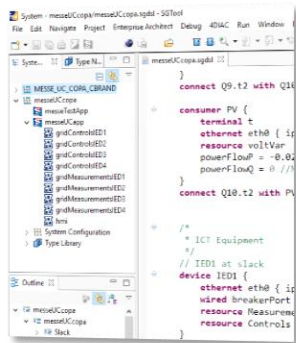 System - messeUCcopa/messeUC.sgdsl - SGTool
File Edit Navigate Project Enterprise Architect Debug 4DIAC Run Window
Syste...
Type N...
MESSE_UC_COPA_CBRAND
messeUCcopa
messeTestApp
messeUCapp
gridControlsIED1
gridControlsIED2
gridControlsIED3
gridControlsIED4
gridMeasurementsIED1
gridMeasurementsIED2
gridMeasurementsIED3
gridMeasurementsIED4
hmi
System Configuration
Type Library
Outline
messeUCcopa
messeUCcopa
Slack
messeUCcopa.sgdsl
}
connect Q9.t2 with Q10
consumer PV {
terminal t
ethernet eth0 { ip
resource voltVar
powerFlowP = -0.02
powerFlowQ = 0 //
}
connect Q10.t2 with PV
/*
* ICT Equipment
*/
// IED1 at slack
device IED1 {
ethernet eth0 { ip
wired breakerPort
resource Measureme
resource Controls
}